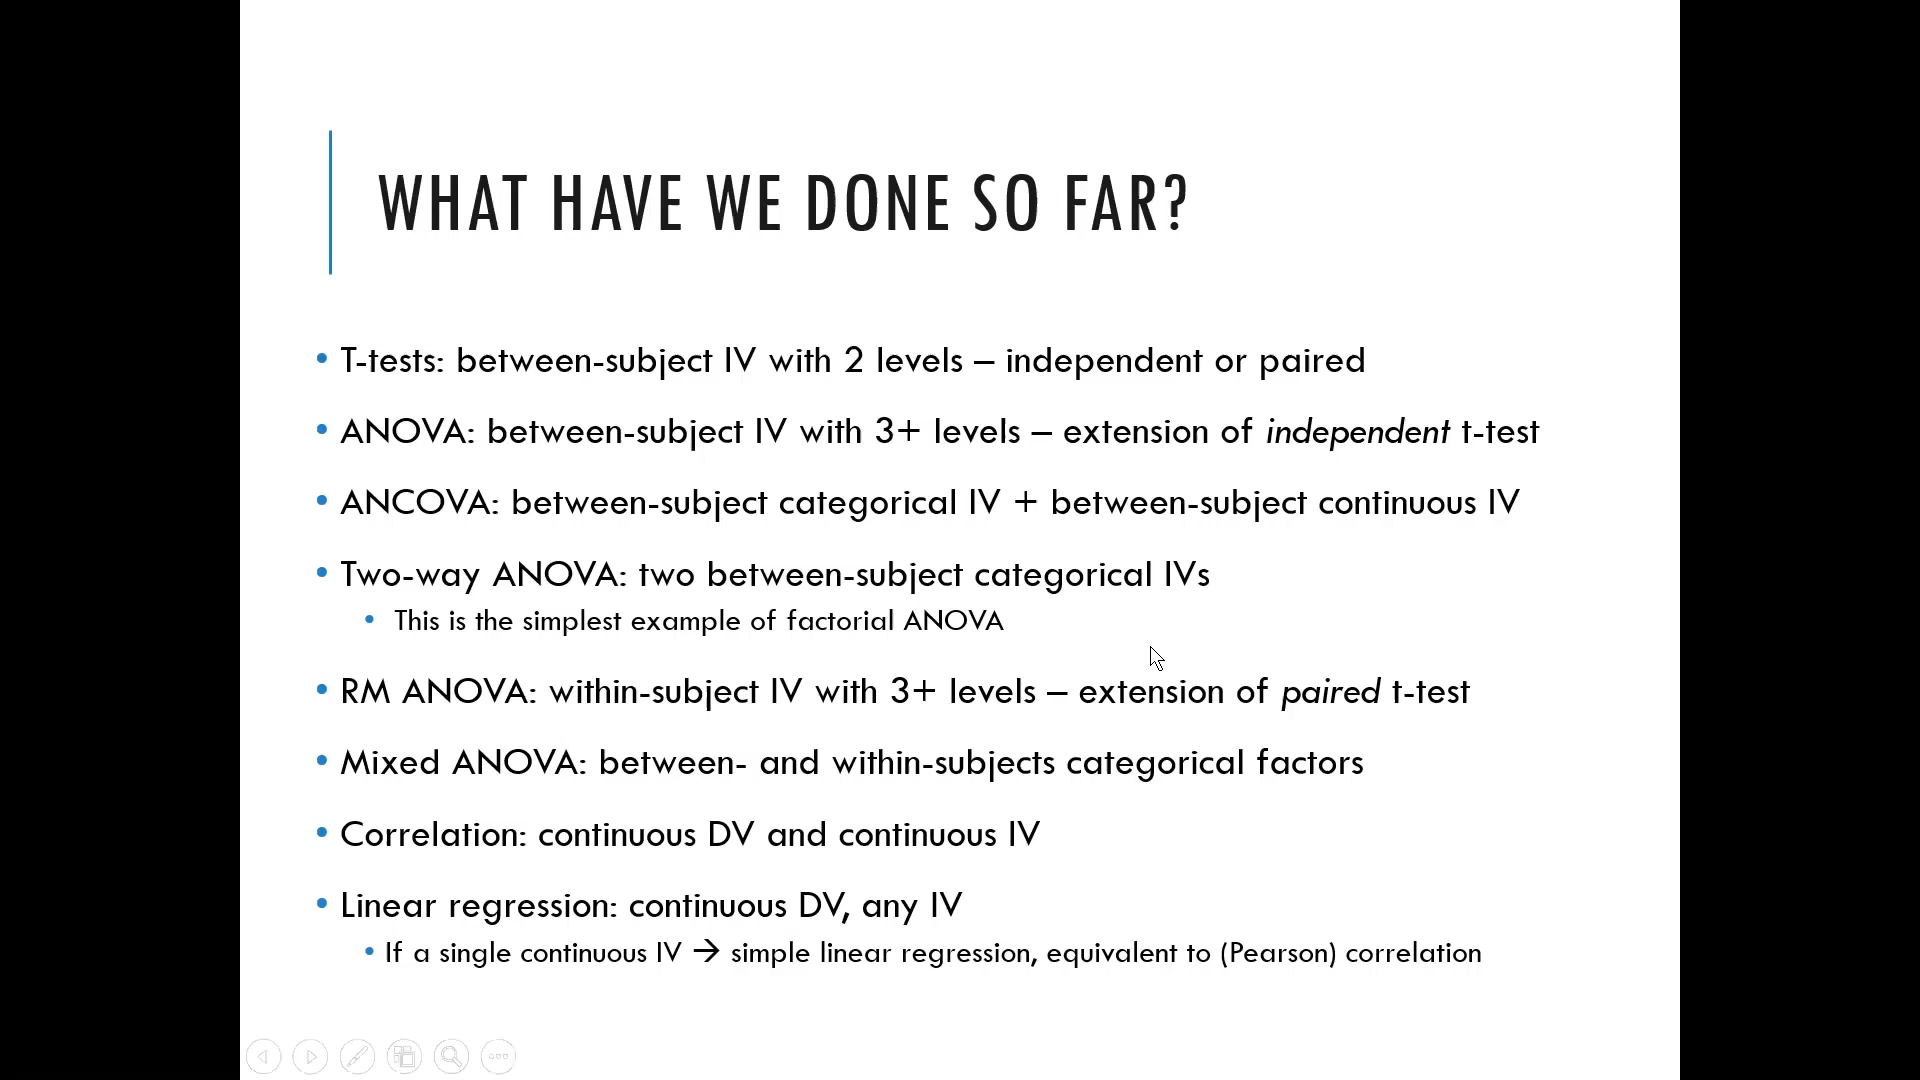 WHAT HAVE WE DONE SO FAR?
• T-tests: between-subject IV with 2 levels – independent or paired
• ANOVA: between-subject IV with 3+ levels – extension of independent t-test
• ANCOVA: between-subject categorical IV + between-subject continuous IV
• Two-way ANOVA: two between-subject categorical IVs
• This is the simplest example of factorial ANOVA
• RM ANOVA: within-subject IV with 3+ levels – extension of paired t-test
• Mixed ANOVA: between- and within-subjects categorical factors
• Correlation: continuous DV and continuous IV
• Linear regression: continuous DV, any IV
• If a single continuous IV → simple linear regression, equivalent to (Pearson) correlation